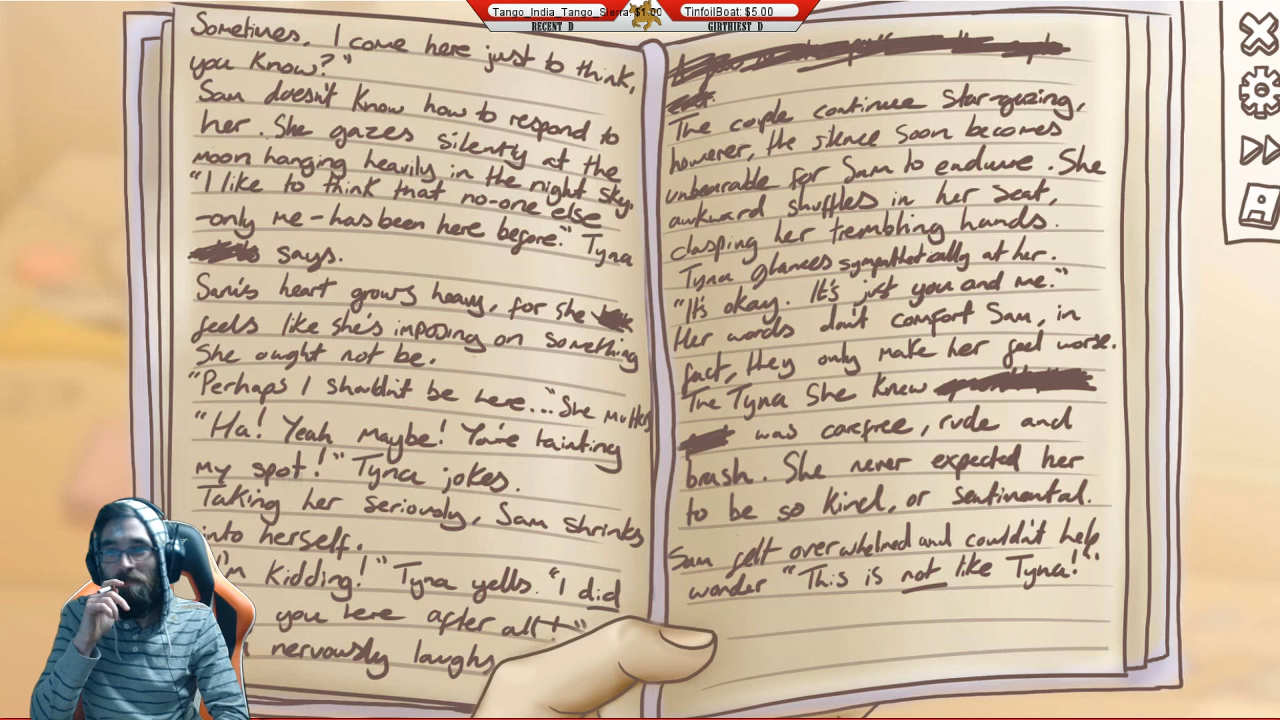 Tango_India_Tango_Sierra: $1.00
TinfoilBoat: $5.00
RECENT D
GIRTHIEST D
Sometimes, I come here just to think,
you know?"
Sam doesn't know how to respond to
her. She gazes silently at the
moon hanging heavily in the night sky.
"I like to think that no-one else
-only me-has been here before." Tyna
says.
Sam's heart grows heavy, for she
feels like she's imposing on something
she ought not be.
"Perhaps I shouldn't be here..." She mutters
"Ha! Yeah maybe! You're tainting
my spot!" Tyna jokes.
Taking her seriously, Sam shrinks
into herself.
I'm kidding!" Tyna yells. "I did
you here after all!"
nervously laughs
The couple continue star-gazing,
however, the silence soon becomes
unbearable for Sam to endure. She
awkward shuffles in her seat,
clasping her trembling hands.
Tyna glances sympathetically at her.
"It's okay. It's just you and me."
Her words don't comfort Sam, in
fact, they only make her feel worse.
The Tyna she knew
was carefree, rude and
brash. She never expected her
to be so kind, or sentimental.
Sam felt overwhelmed and couldn't help
wonder "This is not like Tyna!"